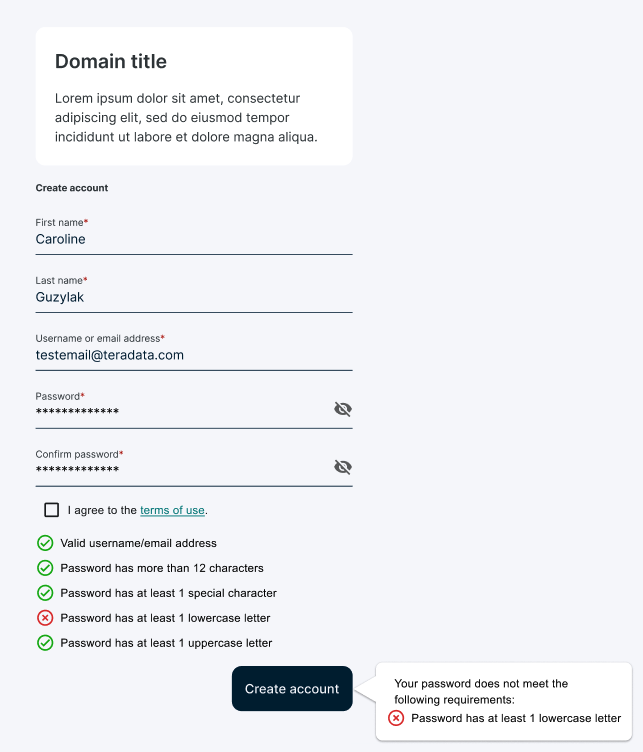 Domain title
Lorem ipsum dolor sit amet, consectetur
adipiscing elit, sed do eiusmod tempor
incididunt ut labore et dolore magna aliqua.
Create account
First name*
Caroline
Last name*
Guzylak
Username or email address*
testemail@teradata.com
Password*
*************
Confirm password*
*************
I agree to the terms of use.
Valid username/email address
Password has more than 12 characters
Password has at least 1 special character
Password has at least 1 lowercase letter
Password has at least 1 uppercase letter
Create account
Your password does not meet the
following requirements:
Password has at least 1 lowercase letter